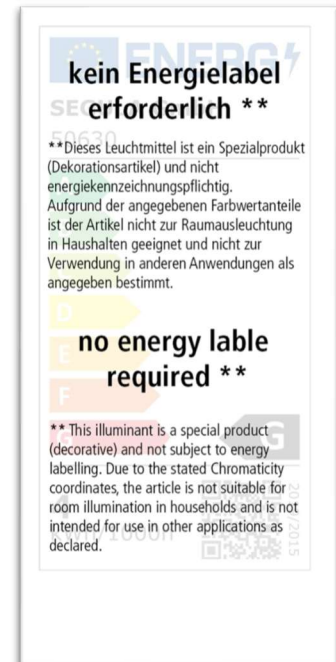 ENERG
kein Energielabel
erforderlich **
50630
**Dieses Leuchtmittel ist ein Spezialprodukt
(Dekorationsartikel) und nicht
energiekennzeichnungspflichtig.
Aufgrund der angegebenen Farbwertanteile
ist der Artikel nicht zur Raumausleuchtung
in Haushalten geeignet und nicht zur
Verwendung in anderen Anwendungen als
angegeben bestimmt.
D
no energy lable
E
required **
F
G
** This illuminant is a special product
G
(decorative) and not subject to energy
labelling. Due to the stated Chromaticity
coordinates, the article is not suitable for
room illumination in households and is not
intended for use in other applications as
declared.